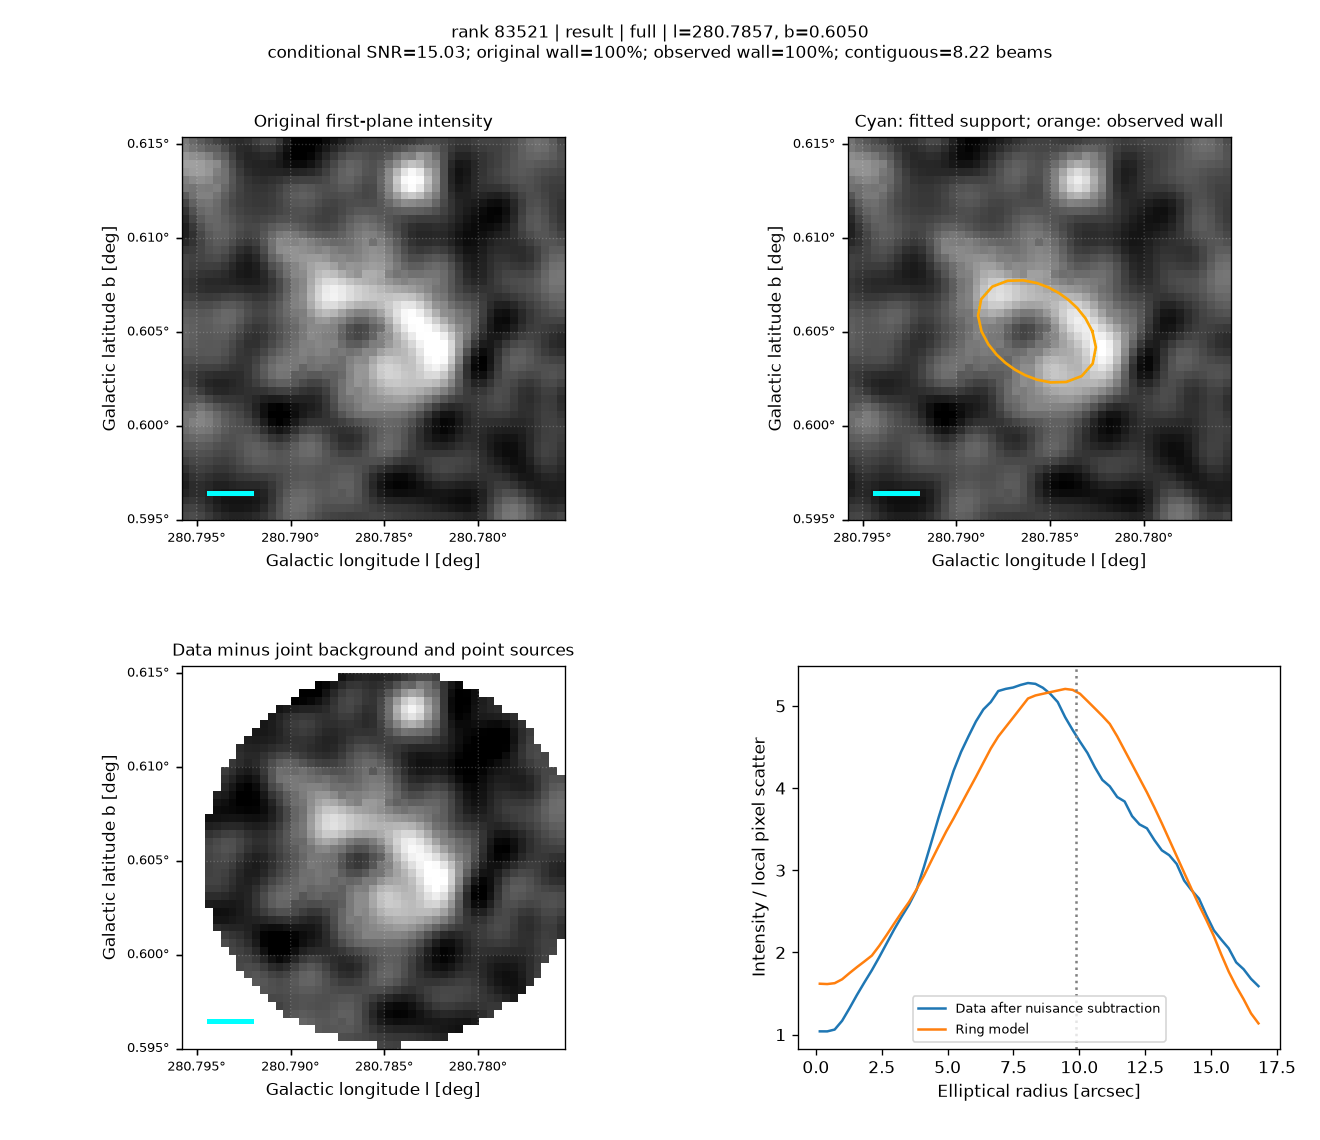 rank 83521 | result | full | l=280.7857, b=0.6050
conditional SNR=15.03; original wall=100%; observed wall=100%; contiguous=8.22 beams
Original first-plane intensity
0.615°
0.610°
0.605°
0.600°
0.595°
Galactic latitude b [deg]
280.795° 280.790° 280.785° 280.780°
Galactic longitude l [deg]
Cyan: fitted support; orange: observed wall
0.615°
0.610°
0.605°
0.600°
0.595°
Galactic latitude b [deg]
280.795° 280.790° 280.785° 280.780°
Galactic longitude l [deg]
Data minus joint background and point sources
0.615°
0.610°
0.605°
0.600°
0.595°
Galactic latitude b [deg]
280.795° 280.790° 280.785° 280.780°
Galactic longitude l [deg]
5
4
3
2
1
Intensity / local pixel scatter
Data after nuisance subtraction
Ring model
0.0 2.5 5.0 7.5 10.0 12.5 15.0 17.5
Elliptical radius [arcsec]